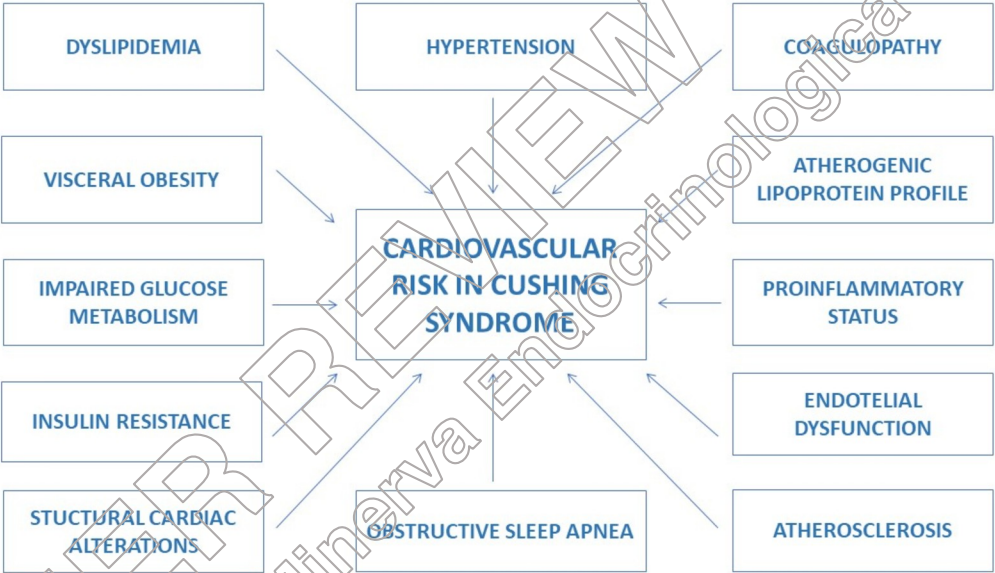 DYSLIPIDEMIA
HYPERTENSION
COAGULOPATHY
VISCERAL OBESITY
ATHEROGENIC
LIPOPROTEIN PROFILE
CARDIOVASCULAR
RISK IN CUSHING
SYNDROME
IMPAIRED GLUCOSE
METABOLISM
PROINFLAMMATORY
STATUS
INSULIN RESISTANCE
ENDOTELIAL
DYSFUNCTION
STUCTURAL CARDIAC
ALTERATIONS
OBSTRUCTIVE SLEEP APNEA
ATHEROSCLEROSIS
ER REVIEW
Minerva Endocrinologica